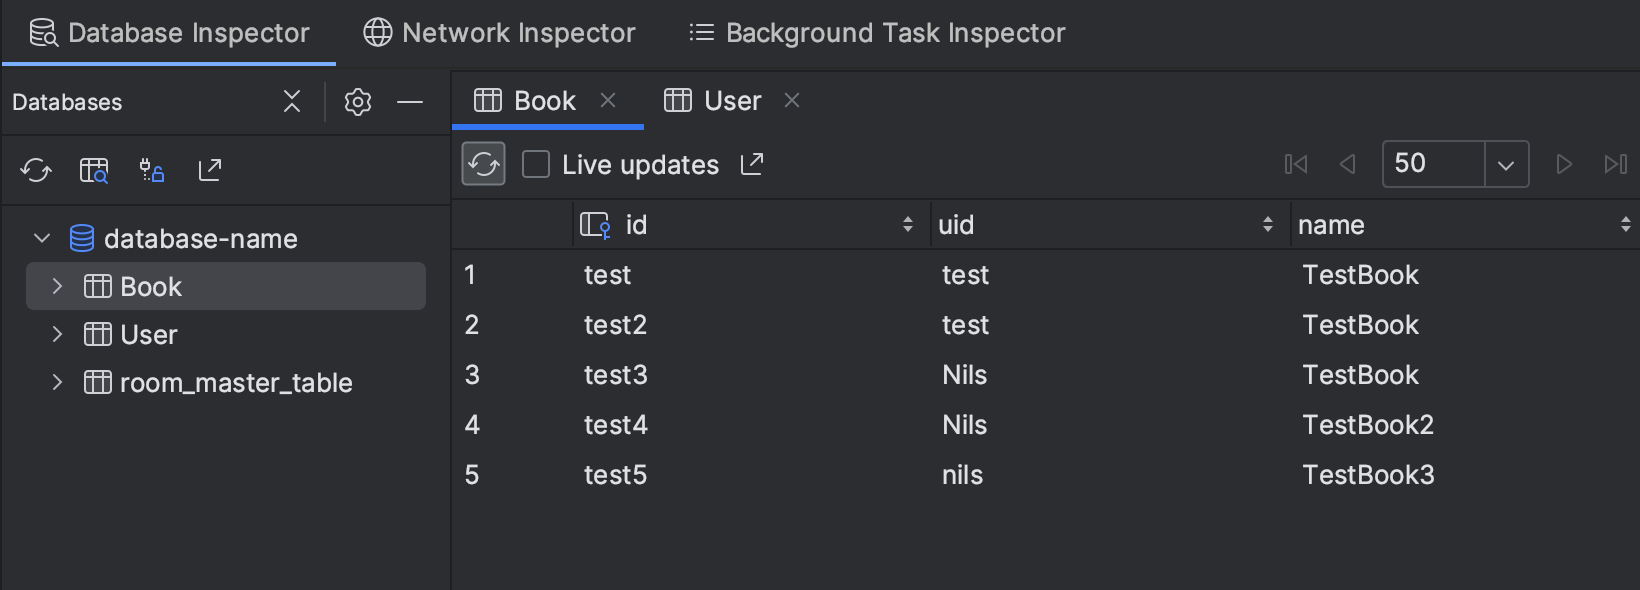 Database Inspector Network Inspector Background Task Inspector
Databases
Book User
Live updates 50
database-name
Book
User
room_master_table
id uid name
1 test test TestBook
2 test2 test TestBook
3 test3 Nils TestBook
4 test4 Nils TestBook2
5 test5 nils TestBook3